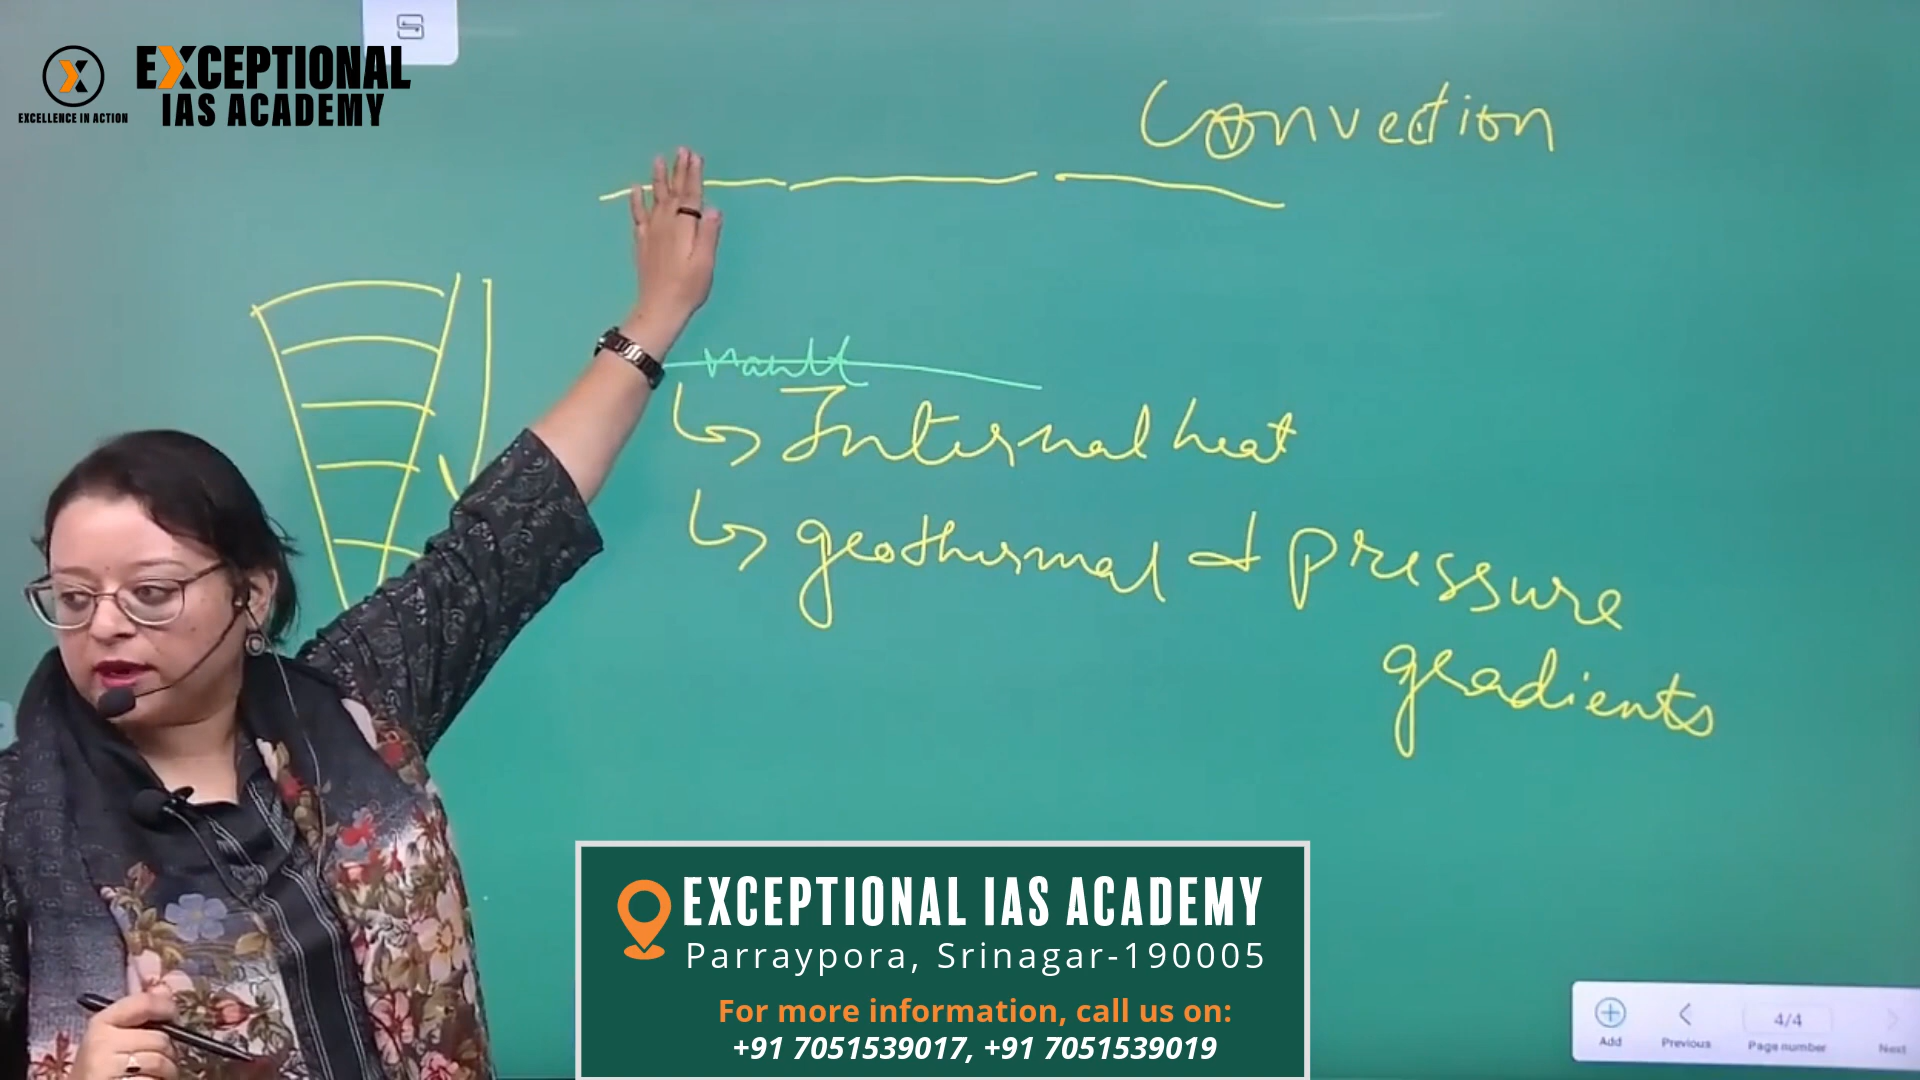 EXCEPTIONAL
IAS ACADEMY
EXCELLENCE IN ACTION
Convection
Internal heat
geothermal & pressure
gradients
EXCEPTIONAL IAS ACADEMY
Parraypora, Srinagar-190005
For more information, call us on:
+91 7051539017, +91 7051539019
Add
Previous
4/4
Page number
Next